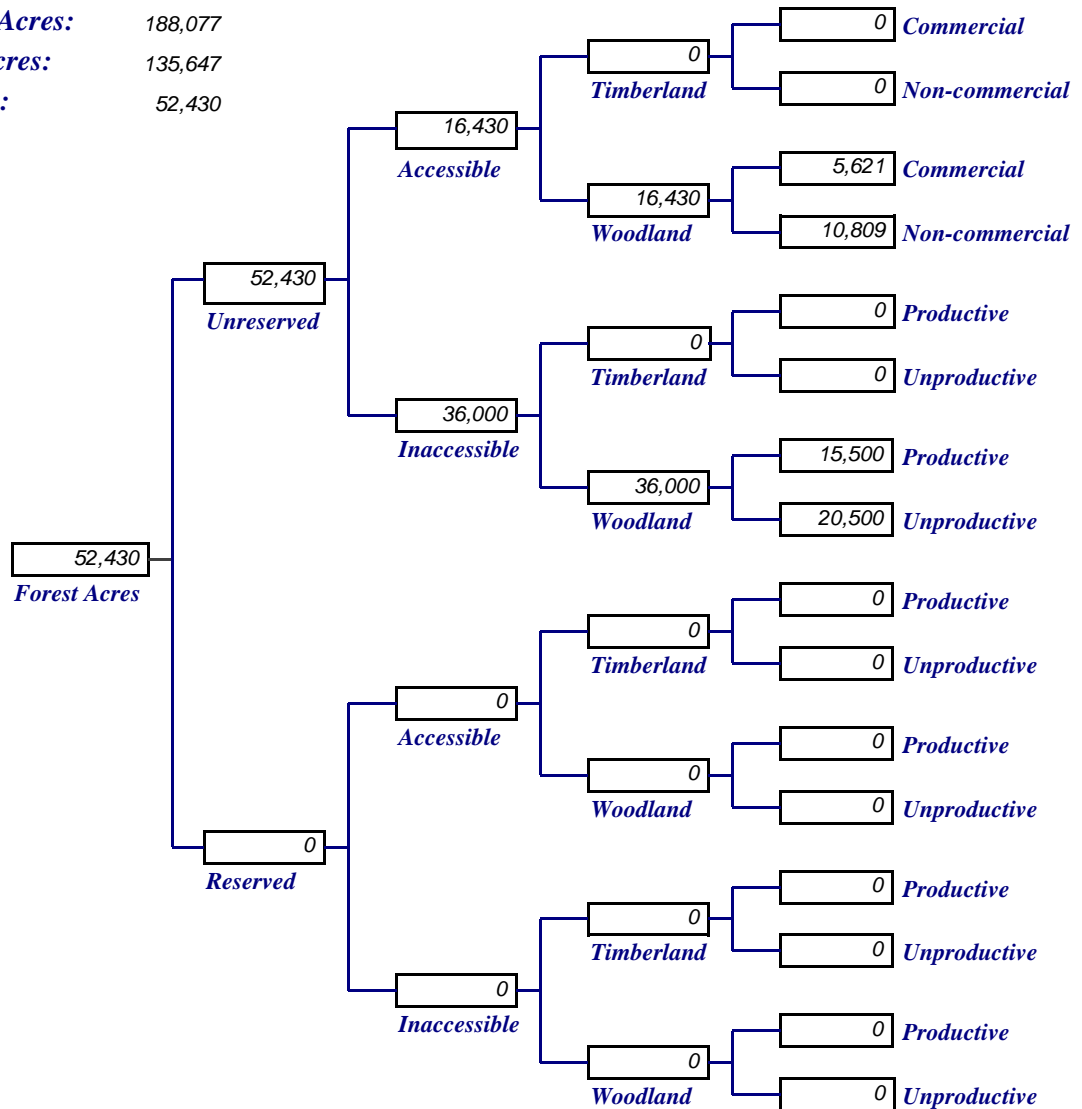 Acres: 188,077
cres: 135,647
: 52,430
0 Commercial
0
Timberland
0 Non-commercial
16,430
Accessible
5,621 Commercial
16,430
Woodland
10,809 Non-commercial
52,430
Unreserved
0 Productive
0
Timberland
0 Unproductive
36,000
Inaccessible
15,500 Productive
36,000
Woodland
20,500 Unproductive
52,430
Forest Acres
0 Productive
0
Timberland
0 Unproductive
0
Accessible
0 Productive
0
Woodland
0 Unproductive
0
Reserved
0 Productive
0
Timberland
0 Unproductive
0
Inaccessible
0 Productive
0
Woodland
0 Unproductive